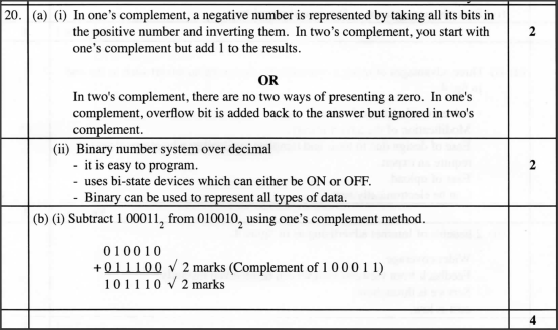 20. (a) (i) In one's complement, a negative number is represented by taking all its bits in 2
the positive number and inverting them. In two's complement, you start with
one's complement but add 1 to the results.
OR
In two's complement, there are no two ways of presenting a zero. In one's
complement, overflow bit is added back to the answer but ignored in two's
complement.
(ii) Binary number system over decimal 2
- it is easy to program.
- uses bi-state devices which can either be ON or OFF.
- Binary can be used to represent all types of data.
(b) (i) Subtract 1 00011₂ from 010010₂ using one's complement method.
0 1 0 0 1 0
+ 0 1 1 1 0 0 √ 2 marks (Complement of 1 0 0 0 1 1)
1 0 1 1 1 0 √ 2 marks
4